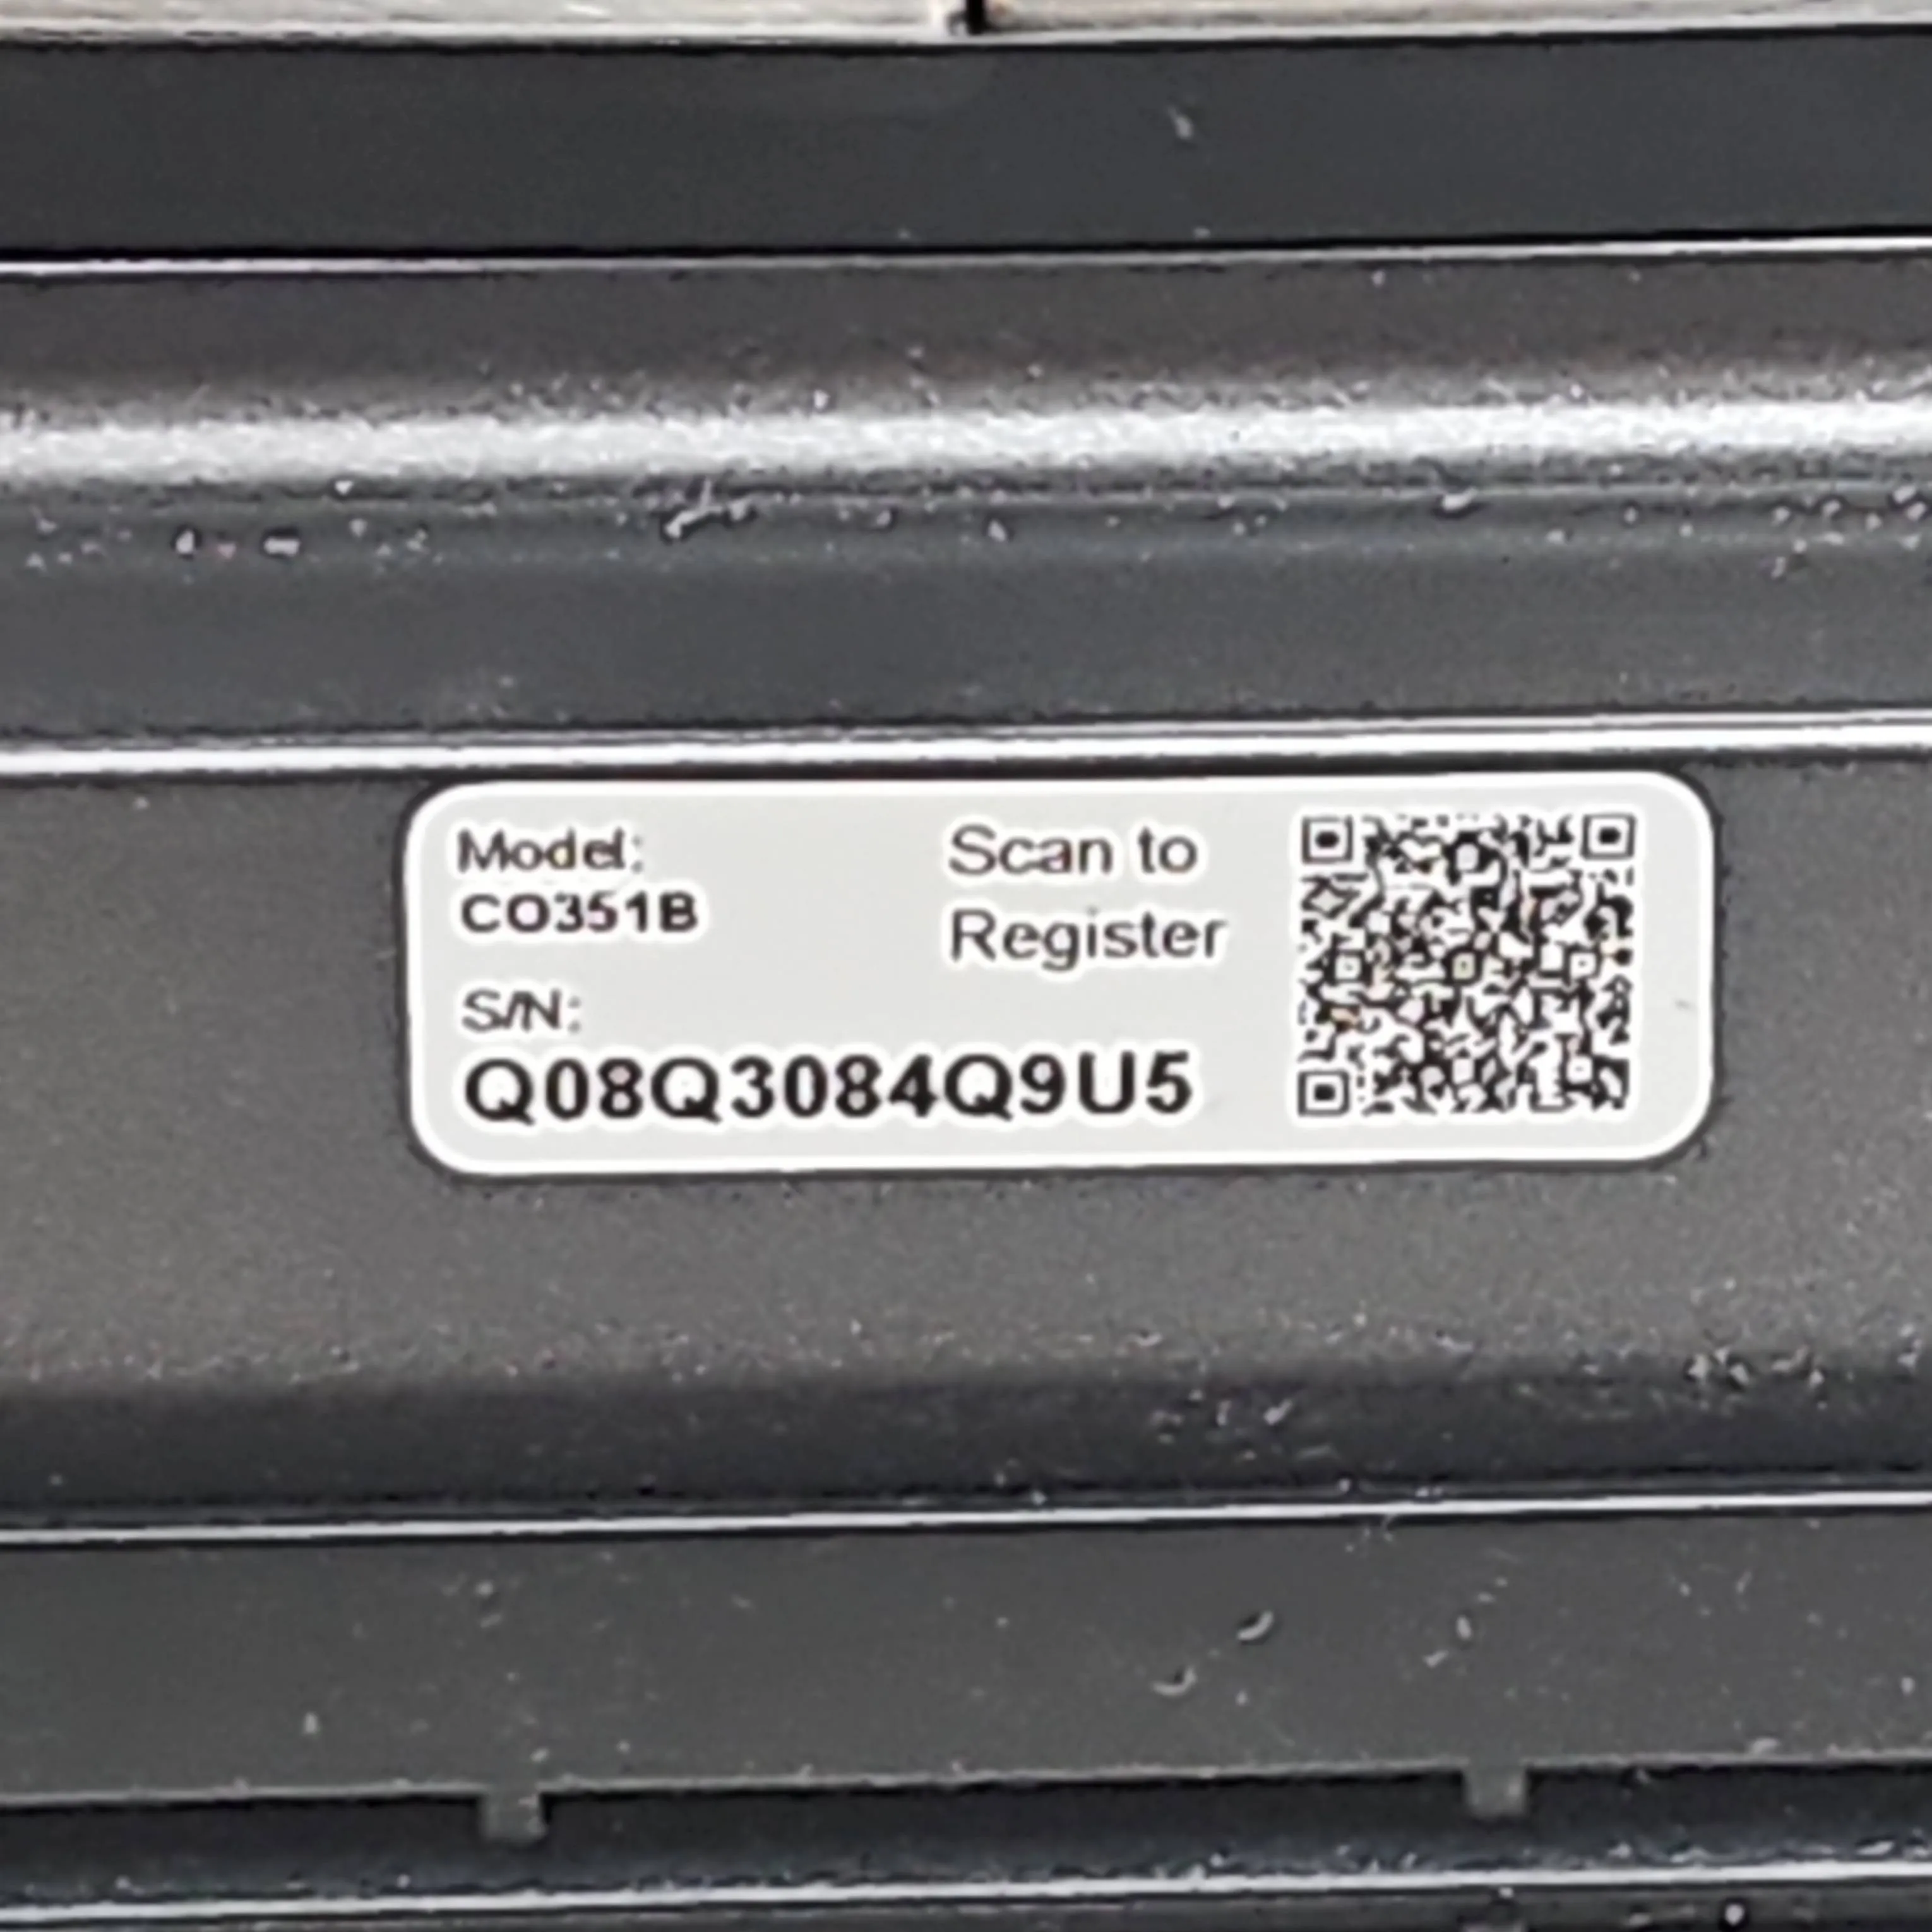 Model:
CO351B
Scan to
Register
S/N:
Q08Q3084Q9U5